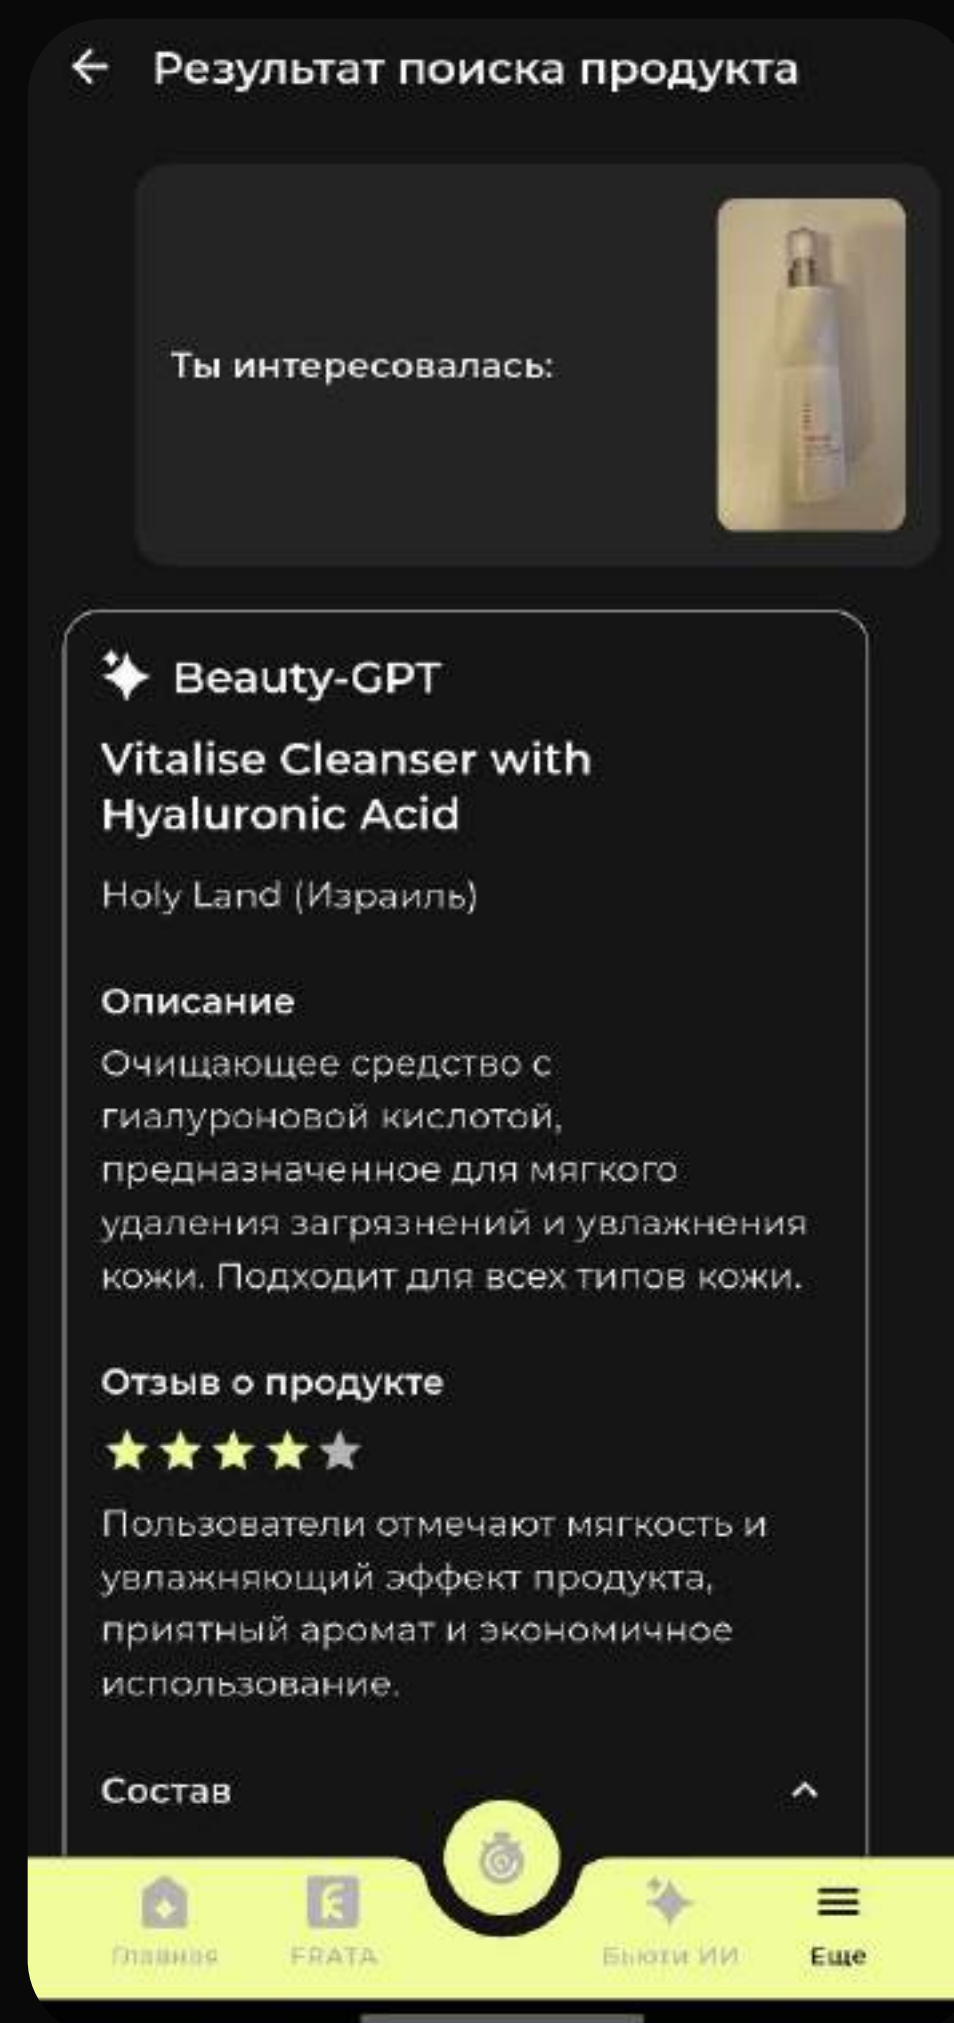 Результат поиска продукта
Ты интересовалась:
Beauty-GPT
Vitalise Cleanser with
Hyaluronic Acid
Holy Land (Израиль)
Описание
Очищающее средство с
гиалуроновой кислотой,
предназначенное для мягкого
удаления загрязнений и увлажнения
кожи. Подходит для всех типов кожи.
Отзыв о продукте
Пользователи отмечают мягкость и
увлажняющий эффект продукта,
приятный аромат и экономичное
использование.
Состав
Главная
FRATA
Бьюти ИИ
Еще